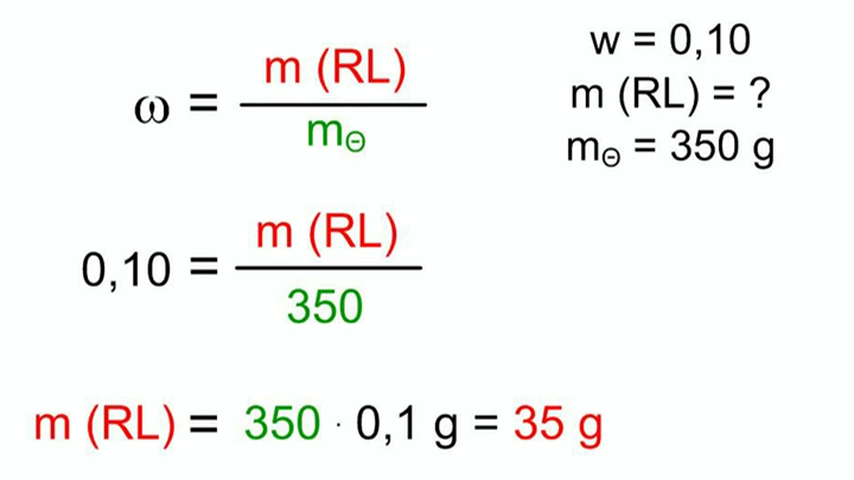 ω = m (RL) / m⊖
w = 0,10
m (RL) = ?
m⊖ = 350 g
0,10 = m (RL) / 350
m (RL) = 350 · 0,1 g = 35 g